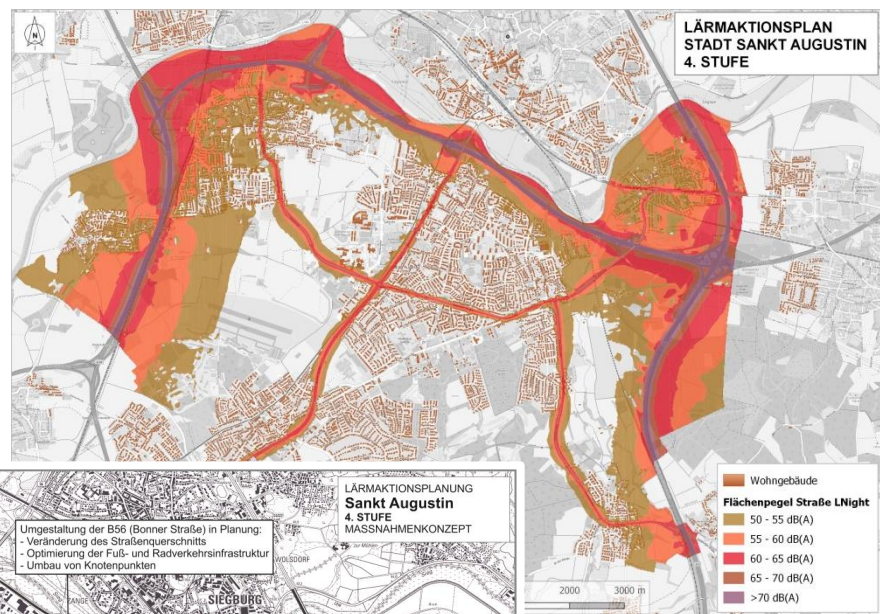 LÄRMAKTIONSPLAN
STADT SANKT AUGUSTIN
4. STUFE
N
Wohngebäude
Flächenpegel Straße LNight
50 - 55 dB(A)
55 - 60 dB(A)
60 - 65 dB(A)
65 - 70 dB(A)
>70 dB(A)
2000
3000 m
LÄRMAKTIONSPLANUNG
Sankt Augustin
4. STUFE
MASSNAHMENKONZEPT
Umgestaltung der B56 (Bonner Straße) in Planung:
- Veränderung des Straßenquerschnitts
- Optimierung der Fuß- und Radverkehrsinfrastruktur
- Umbau von Knotenpunkten
WOLSDORF
ZANGE
SIEGBURG